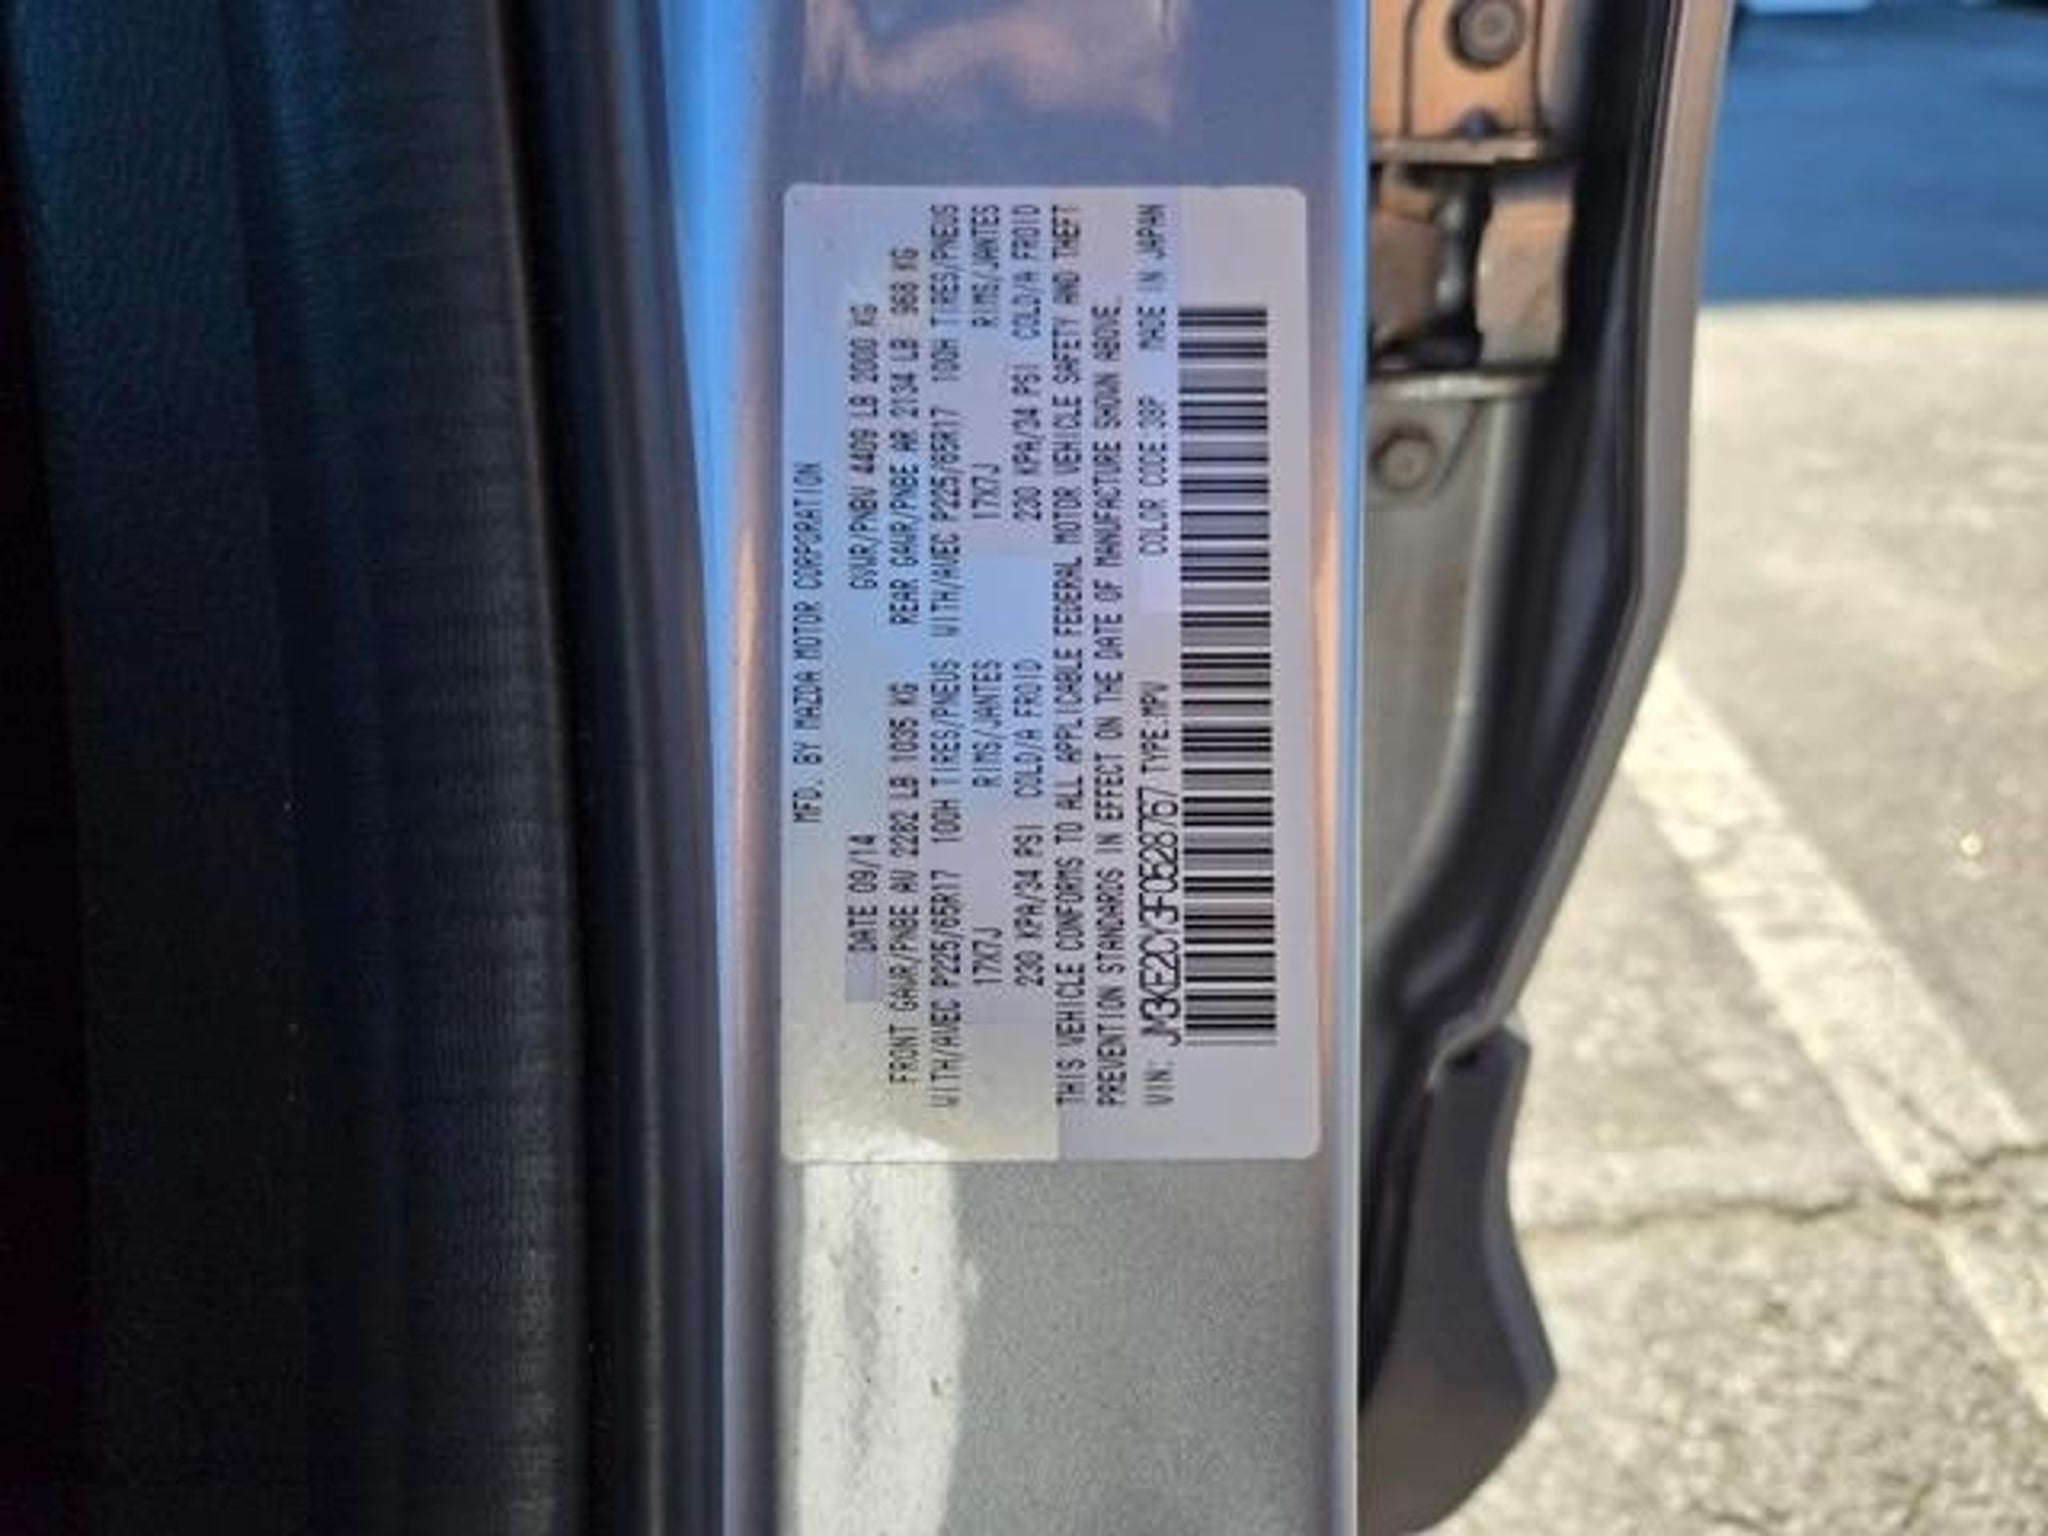 MFD. BY MAZDA MOTOR CORPORATION
DATE 09/14 GVWR/PNBV 4409 LB 2000 KG
FRONT GAWR/PNBE AV 2282 LB 1035 KG REAR GAWR/PNBE AR 2134 LB 968 KG
WITH/AVEC P225/65R17 100H TIRES/PNEUS WITH/AVEC P225/65R17 100H TIRES/PNEUS
17X7J RIMS/JANTES 17X7J RIMS/JANTES
230 KPA/34 PSI COLD/A FROID 230 KPA/34 PSI COLD/A FROID
THIS VEHICLE CONFORMS TO ALL APPLICABLE FEDERAL MOTOR VEHICLE SAFETY AND THEFT
PREVENTION STANDARDS IN EFFECT ON THE DATE OF MANUFACTURE SHOWN ABOVE.
VIN: JM3KE2CY3F0528767 TYPE:MPV COLOR CODE:38P MADE IN JAPAN